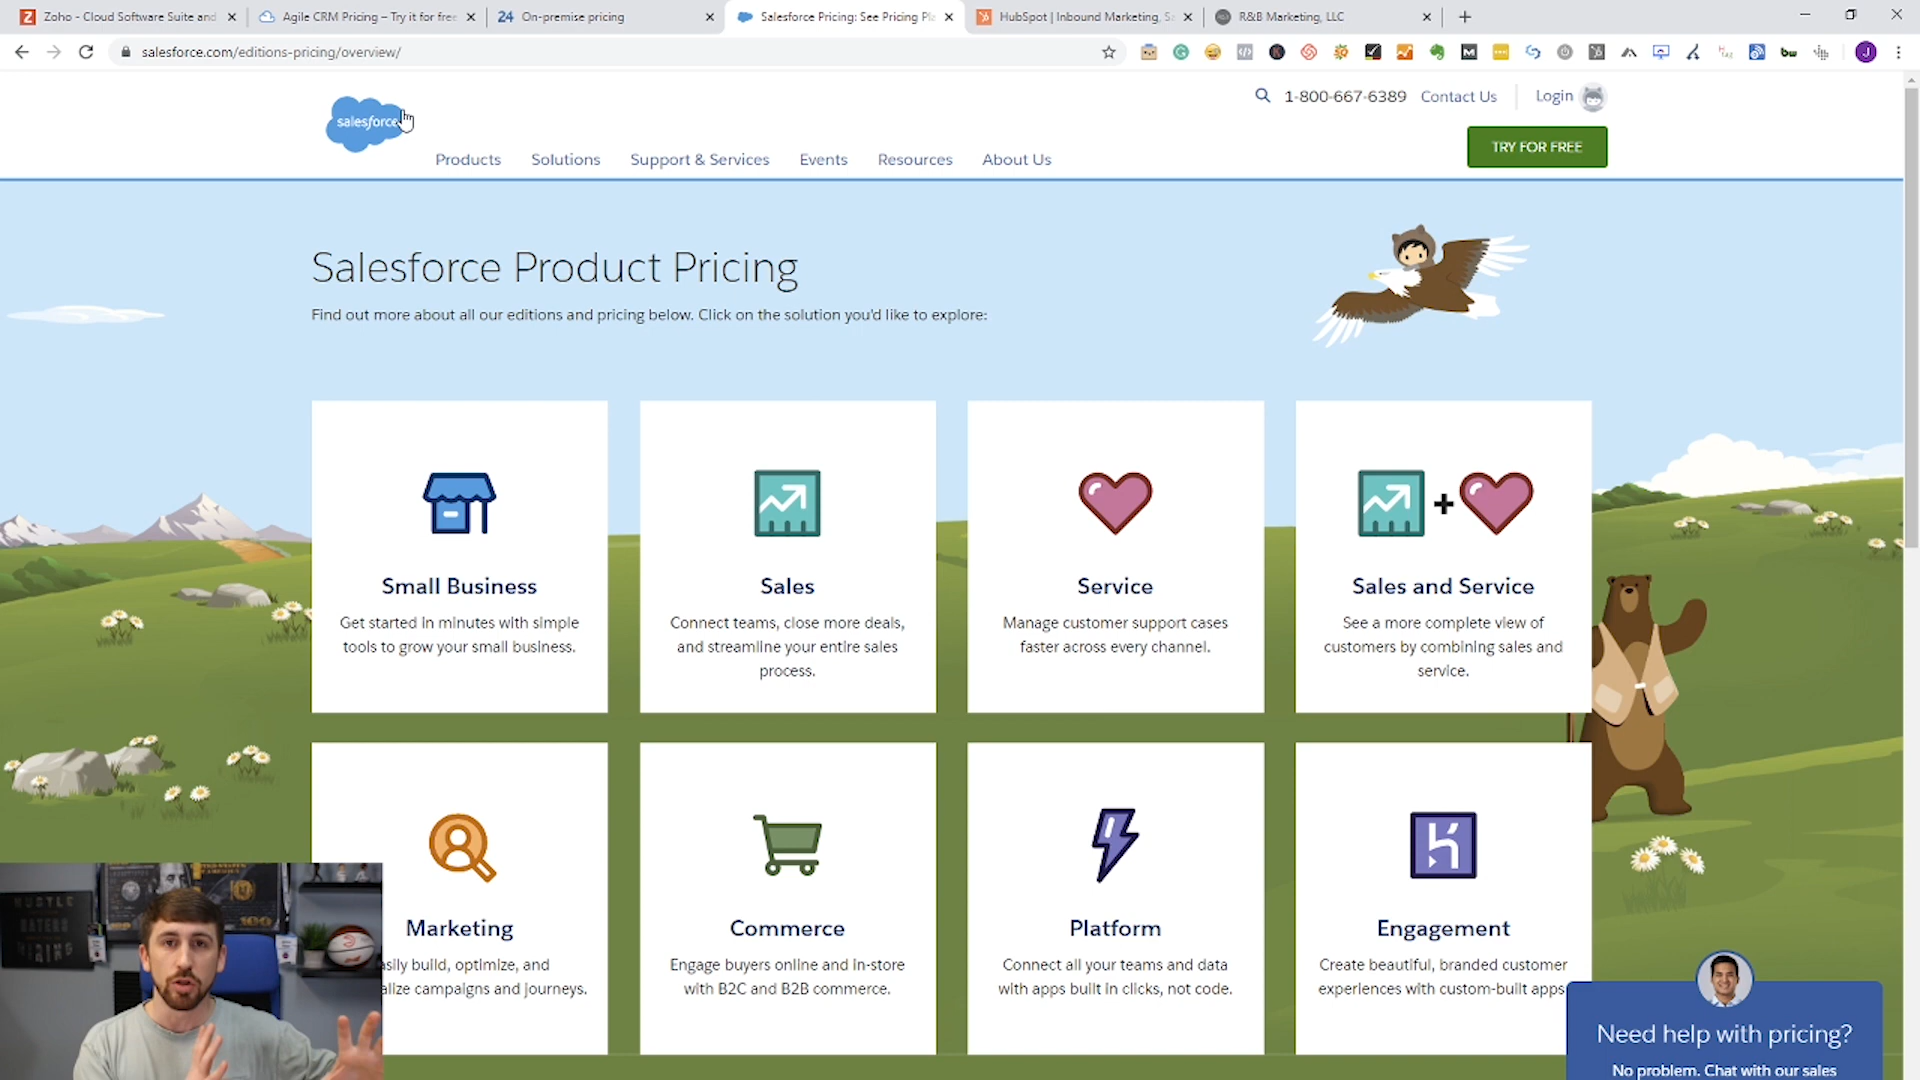 Zoho - Cloud Software Suite and
Agile CRM Pricing – Try it for free
24 On-premise pricing
Salesforce Pricing: See Pricing Pl
HubSpot | Inbound Marketing, S
R&B Marketing, LLC
salesforce.com/editions-pricing/overview/
salesforce
1-800-667-6389
Contact Us
Login
Products
Solutions
Support & Services
Events
Resources
About Us
TRY FOR FREE
Salesforce Product Pricing
Find out more about all our editions and pricing below. Click on the solution you'd like to explore:
Small Business
Get started in minutes with simple
tools to grow your small business.
Sales
Connect teams, close more deals,
and streamline your entire sales
process.
Service
Manage customer support cases
faster across every channel.
Sales and Service
See a more complete view of
customers by combining sales and
service.
Marketing
asily build, optimize, and
alize campaigns and journeys.
Commerce
Engage buyers online and in-store
with B2C and B2B commerce.
Platform
Connect all your teams and data
with apps built in clicks, not code.
Engagement
Create beautiful, branded customer
experiences with custom-built apps
HUSTLE
HATERS
HIRING
100
Need help with pricing?
No problem. Chat with our sales